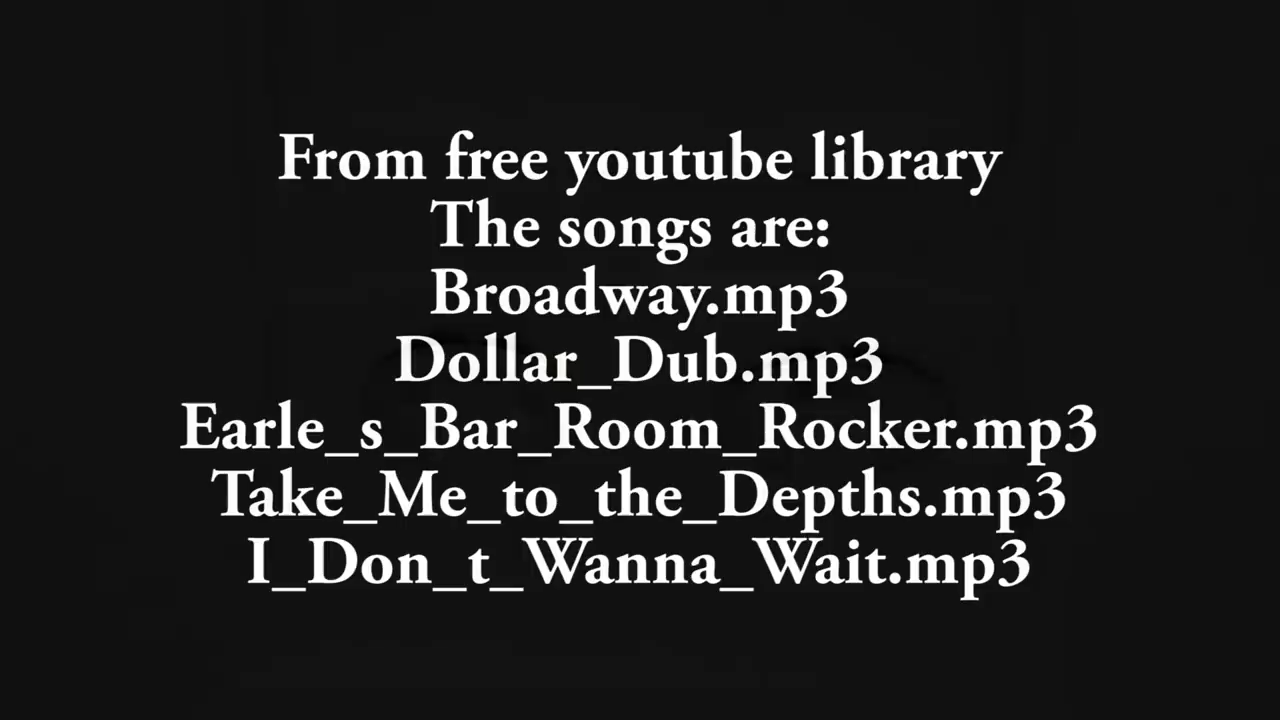 From free youtube library
The songs are:
Broadway.mp3
Dollar_Dub.mp3
Earle_s_Bar_Room_Rocker.mp3
Take_Me_to_the_Depths.mp3
I_Don_t_Wanna_Wait.mp3